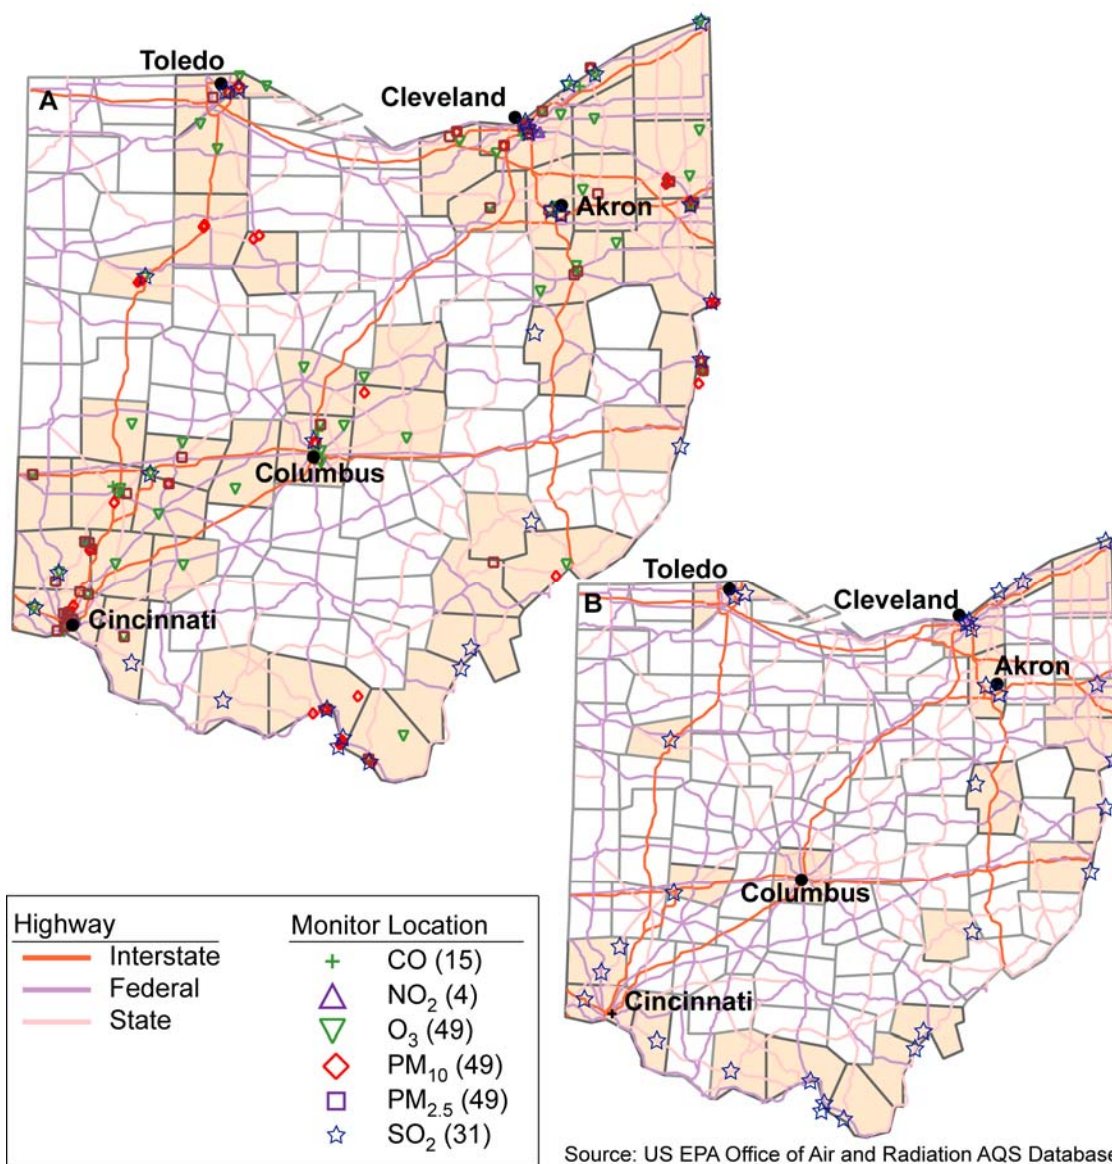 Toledo
A
Cleveland
Akron
Columbus
Cincinnati
Toledo
B
Cleveland
Akron
Columbus
Cincinnati
Highway
Interstate
Federal
State
Monitor Location
CO (15)
NO2 (4)
O3 (49)
PM10 (49)
PM2.5 (49)
SO2 (31)
Source: US EPA Office of Air and Radiation AQS Database